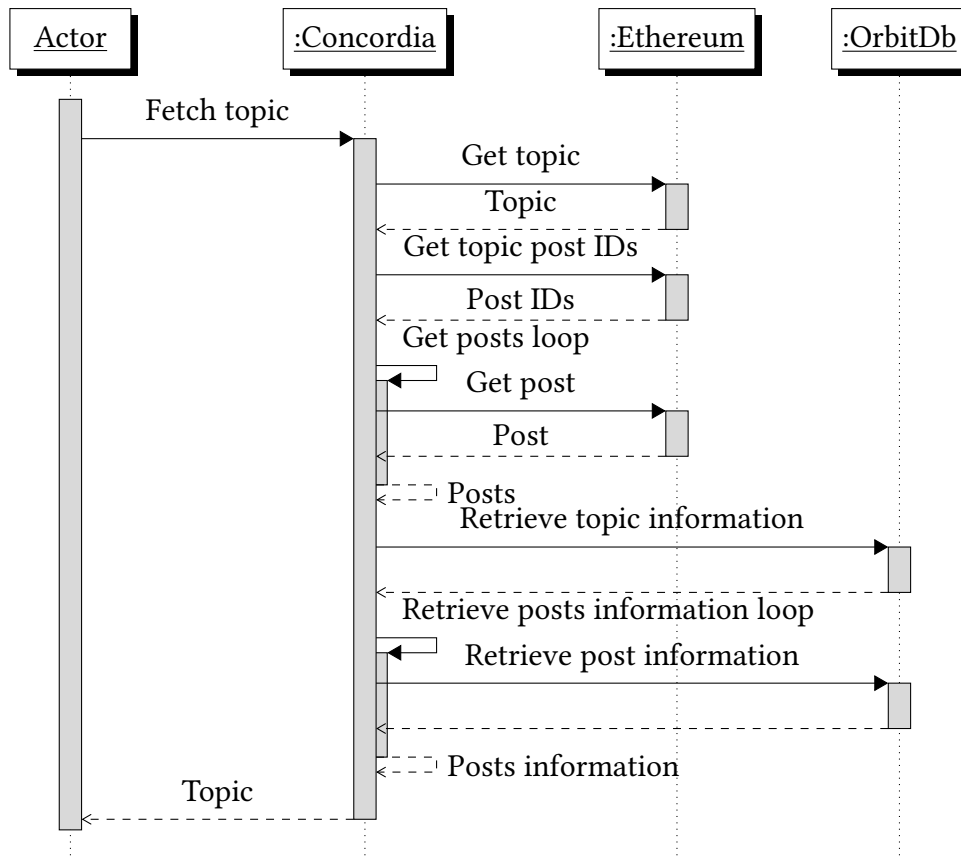 Actor
:Concordia
:Ethereum
:OrbitDb
Fetch topic
Get topic
Topic
Get topic post IDs
Post IDs
Get posts loop
Get post
Post
Posts
Retrieve topic information
Retrieve posts information loop
Retrieve post information
Posts information
Topic